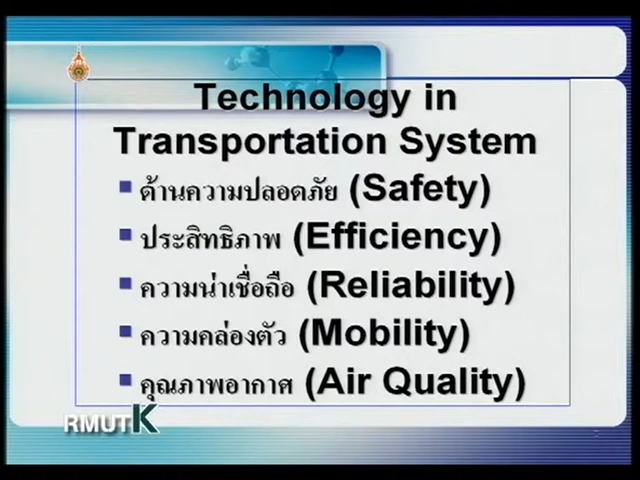 Technology in
Transportation System
ด้านความปลอดภัย (Safety)
ประสิทธิภาพ (Efficiency)
ความน่าเชื่อถือ (Reliability)
ความคล่องตัว (Mobility)
คุณภาพอากาศ (Air Quality)
RMUTK